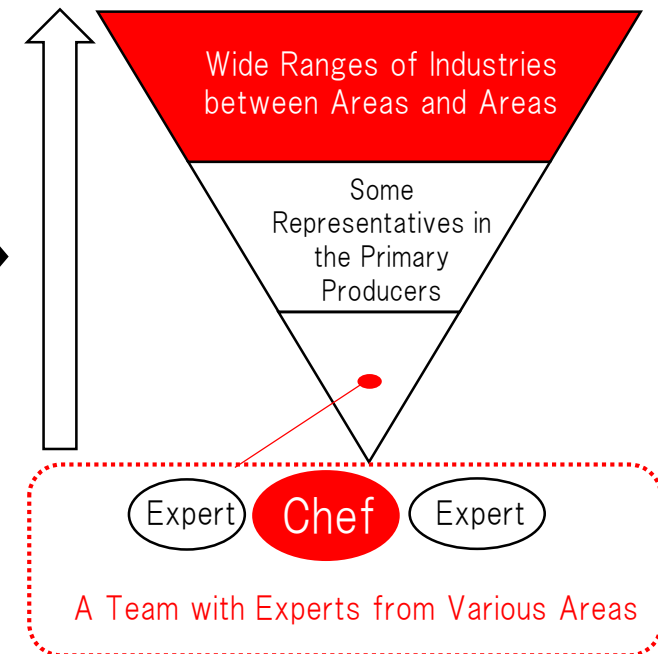 Wide Ranges of Industries
between Areas and Areas
Some
Representatives in
the Primary
Producers
Expert
Chef
Expert
A Team with Experts from Various Areas